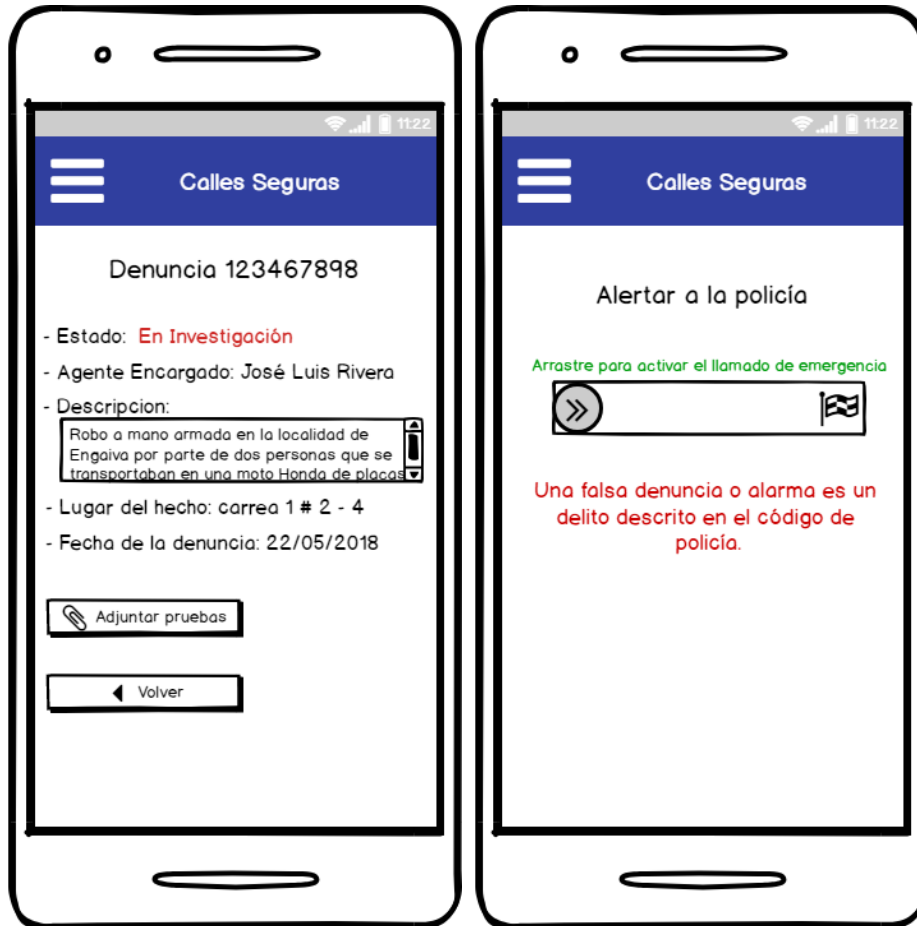 11:22
Calles Seguras
Denuncia 123467898
- Estado: En Investigación
- Agente Encargado: José Luis Rivera
- Descripcion:
Robo a mano armada en la localidad de
Engaiva por parte de dos personas que se
transportaban en una moto Honda de placas
- Lugar del hecho: carrea 1 # 2 - 4
- Fecha de la denuncia: 22/05/2018
Adjuntar pruebas
Volver
11:22
Calles Seguras
Alertar a la policía
Arrastre para activar el llamado de emergencia
Una falsa denuncia o alarma es un
delito descrito en el código de
policía.